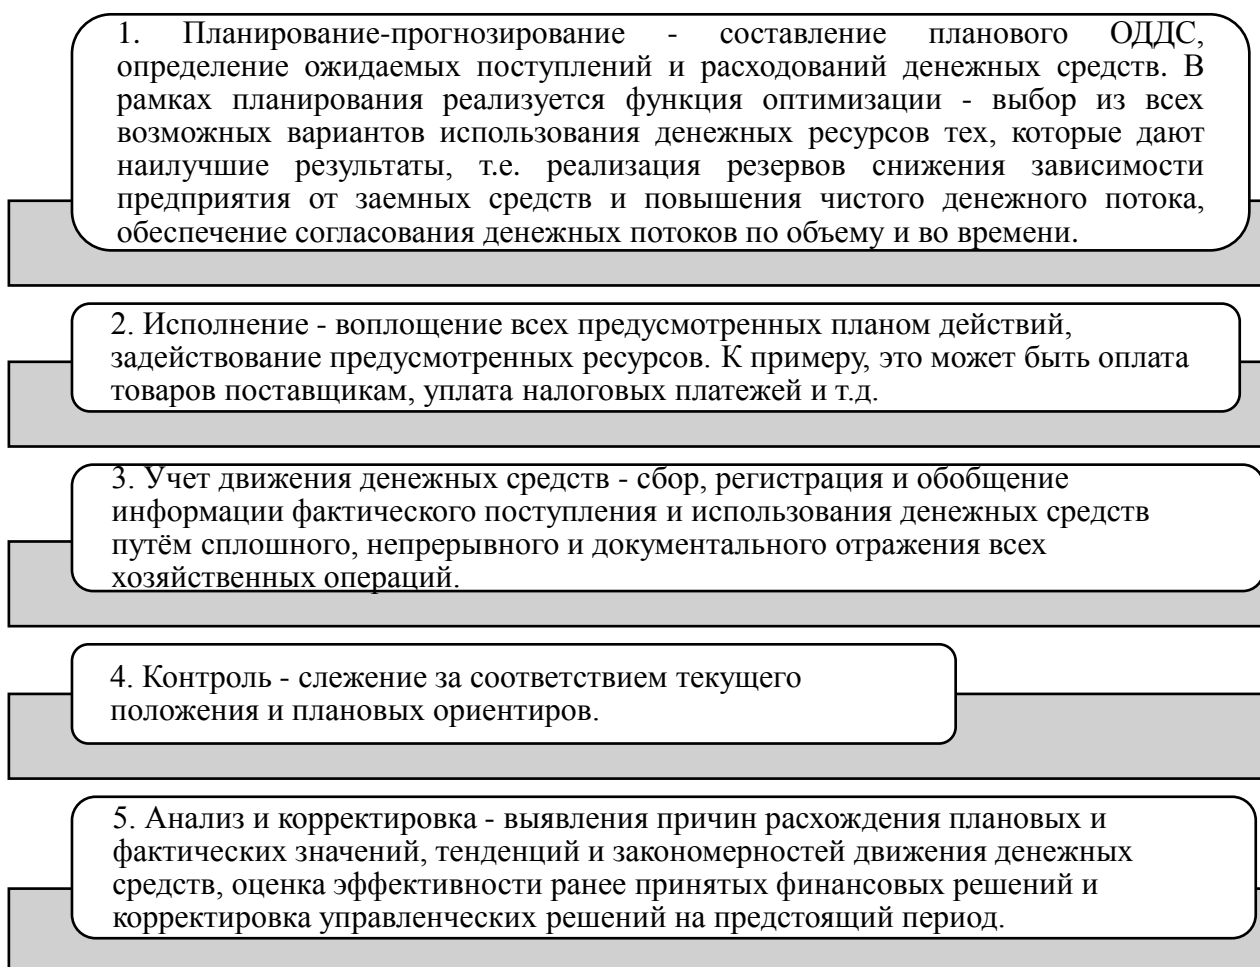 1. Планирование-прогнозирование - составление планового ОДДС,
определение ожидаемых поступлений и расходований денежных средств. В
рамках планирования реализуется функция оптимизации - выбор из всех
возможных вариантов использования денежных ресурсов тех, которые дают
наилучшие результаты, т.е. реализация резервов снижения зависимости
предприятия от заемных средств и повышения чистого денежного потока,
обеспечение согласования денежных потоков по объему и во времени.
2. Исполнение - воплощение всех предусмотренных планом действий,
задействование предусмотренных ресурсов. К примеру, это может быть оплата
товаров поставщикам, уплата налоговых платежей и т.д.
3. Учет движения денежных средств - сбор, регистрация и обобщение
информации фактического поступления и использования денежных средств
путём сплошного, непрерывного и документального отражения всех
хозяйственных операций.
4. Контроль - слежение за соответствием текущего
положения и плановых ориентиров.
5. Анализ и корректировка - выявления причин расхождения плановых и
фактических значений, тенденций и закономерностей движения денежных
средств, оценка эффективности ранее принятых финансовых решений и
корректировка управленческих решений на предстоящий период.